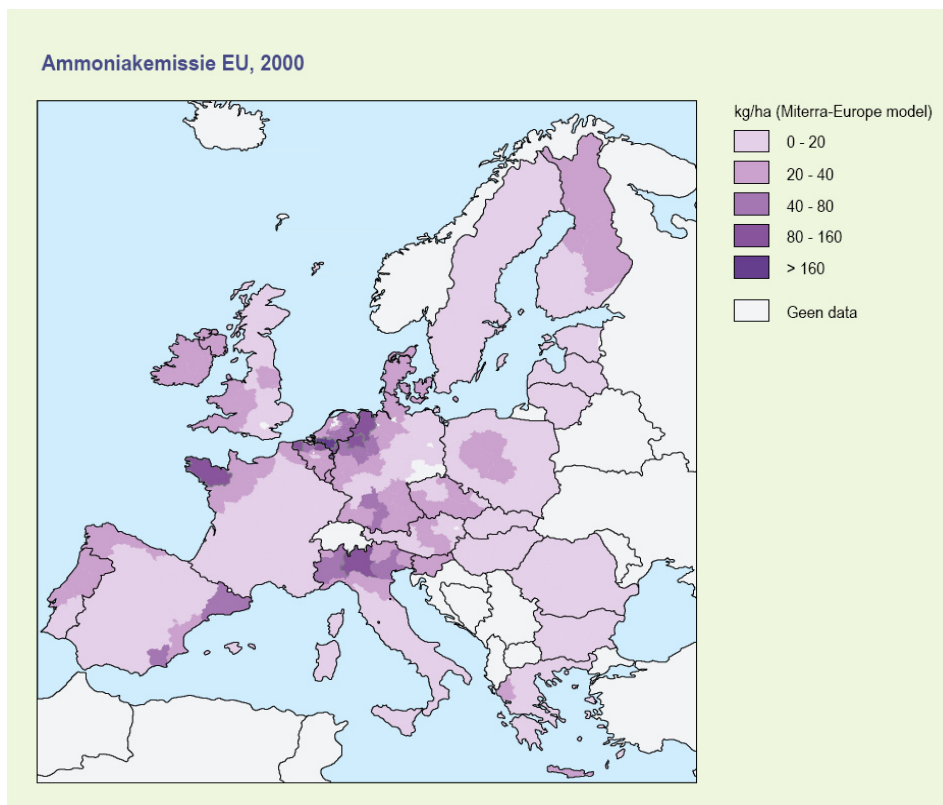 Ammoniakemissie EU, 2000
kg/ha (Miterra-Europe model)
0 - 20
20 - 40
40 - 80
80 - 160
> 160
Geen data